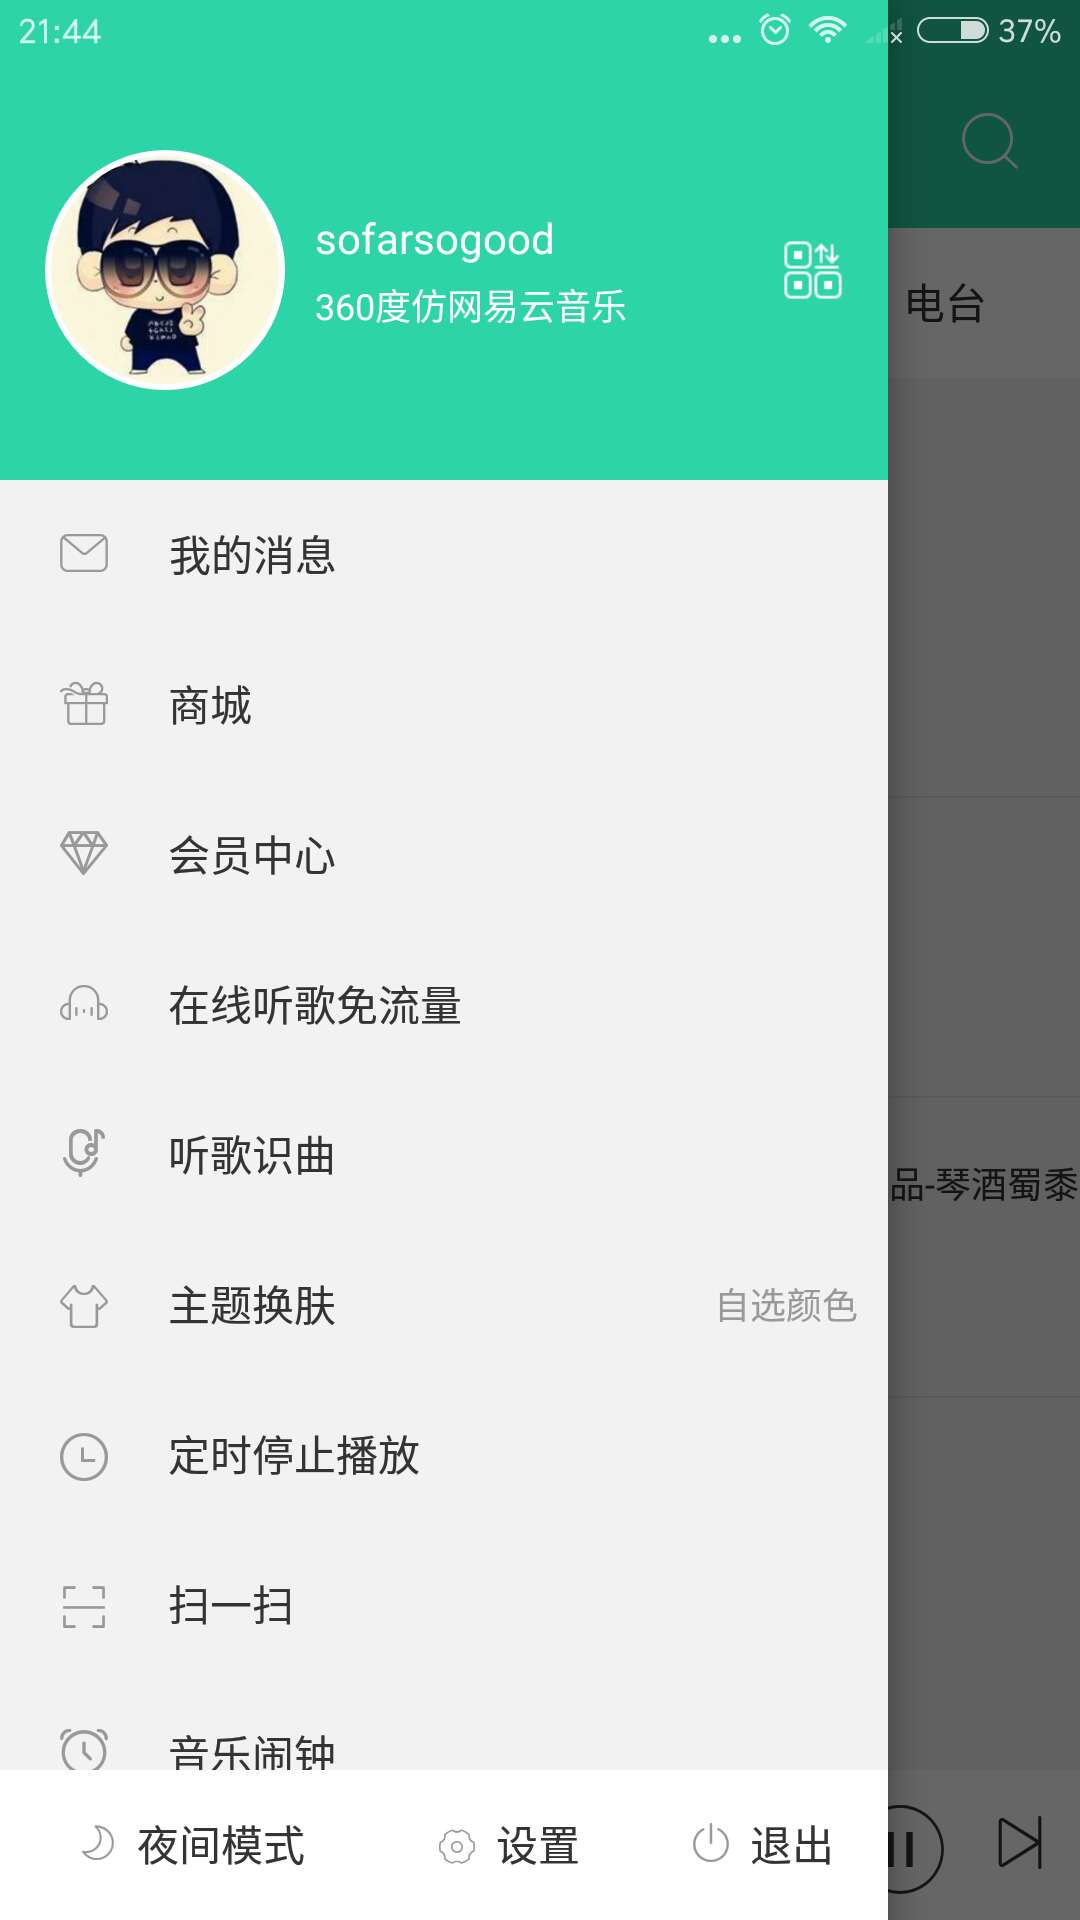 21:44
37%
sofarsogood
360度仿网易云音乐
电台
我的消息
商城
会员中心
在线听歌免流量
听歌识曲
品-琴酒蜀黍
主题换肤
自选颜色
定时停止播放
扫一扫
音乐闹钟
夜间模式
设置
退出